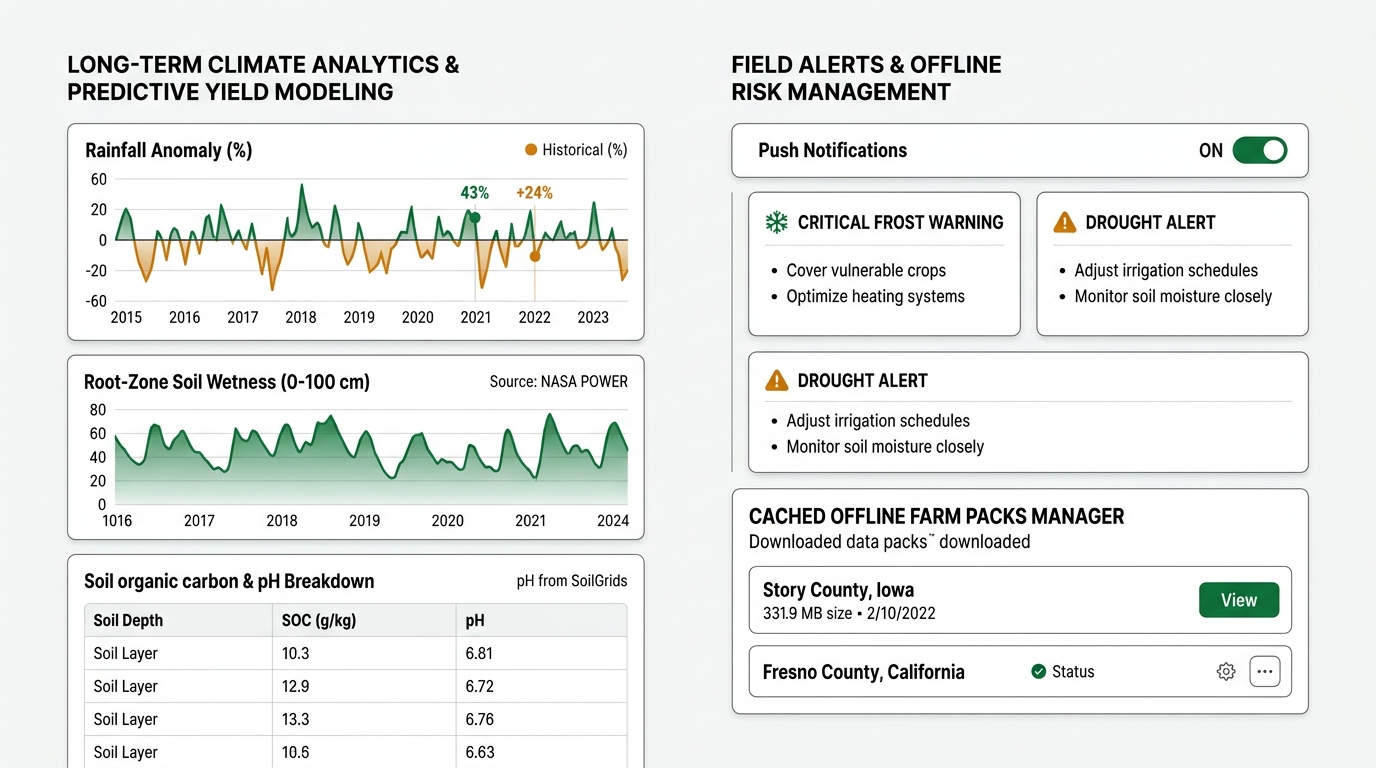 LONG-TERM CLIMATE ANALYTICS &
PREDICTIVE YIELD MODELING
Rainfall Anomaly (%)
Historical (%)
60
20
0
-20
-60
43%
+24%
2015 2016 2017 2018 2019 2020 2021 2022 2023
Root-Zone Soil Wetness (0-100 cm)
Source: NASA POWER
80
60
40
20
0
1016 2017 2018 2019 2020 2021 2024
Soil organic carbon & pH Breakdown
pH from SoilGrids
Soil Depth SOC (g/kg) pH
Soil Layer 10.3 6.81
Soil Layer 12.9 6.72
Soil Layer 13.3 6.76
Soil Layer 10.6 6.63
FIELD ALERTS & OFFLINE
RISK MANAGEMENT
Push Notifications
ON
CRITICAL FROST WARNING
• Cover vulnerable crops
• Optimize heating systems
DROUGHT ALERT
• Adjust irrigation schedules
• Monitor soil moisture closely
DROUGHT ALERT
• Adjust irrigation schedules
• Monitor soil moisture closely
CACHED OFFLINE FARM PACKS MANAGER
Downloaded data packs῀ downloaded
Story County, Iowa
331.9 MB size • 2/10/2022
View
Fresno County, California
Status